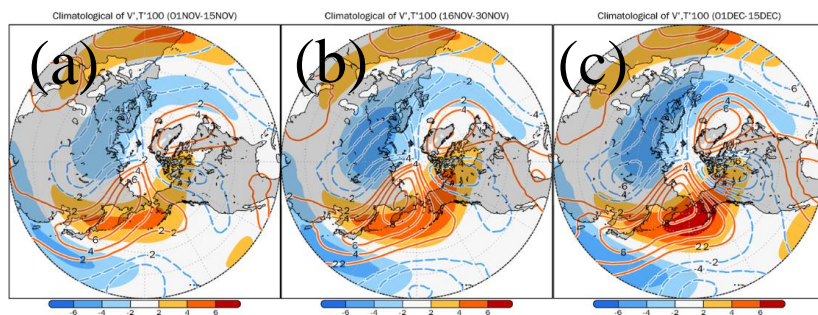 Climatological of V',T'100 (01NOV-15NOV)
Climatological of V',T'100 (16NOV-30NOV)
Climatological of V',T'100 (01DEC-15DEC)
(a)
(b)
(c)
-6 -4 -2 2 4 6
-6 -4 -2 2 4 6
-6 -4 -2 2 4 6